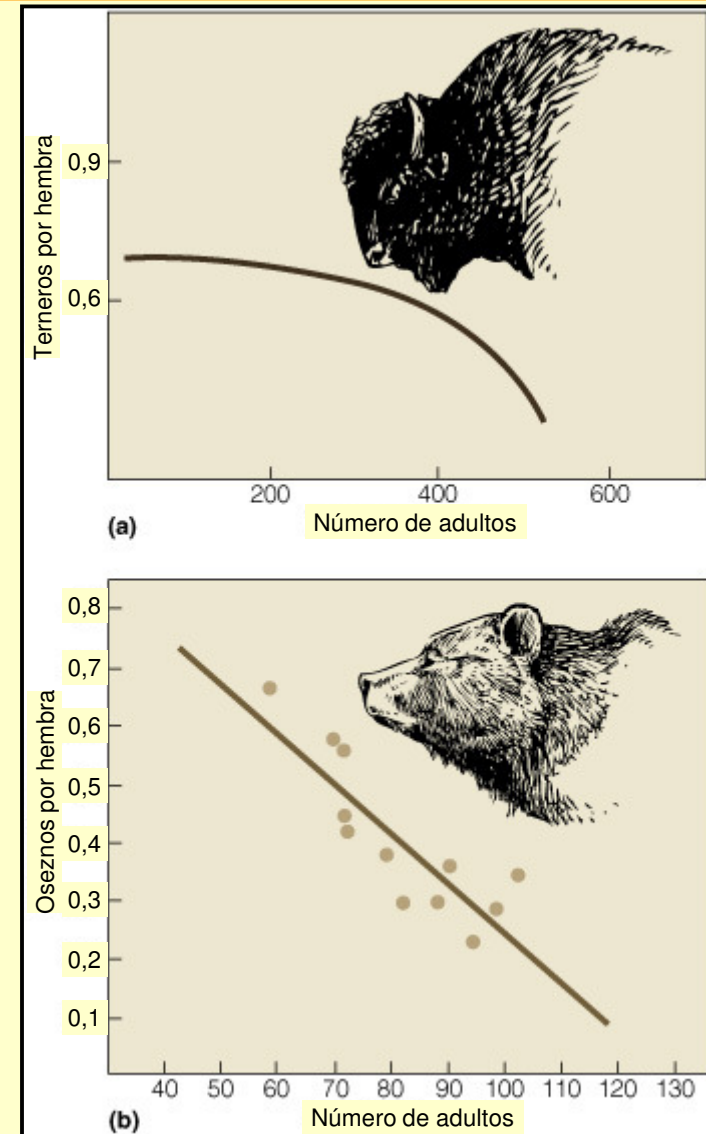 Terneros por hembra
0,9
0,6
200 400 600
(a) Número de adultos
Oseznos por hembra
0,8
0,7
0,6
0,5
0,4
0,3
0,2
0,1
40 50 60 70 80 90 100 110 120 130
(b) Número de adultos